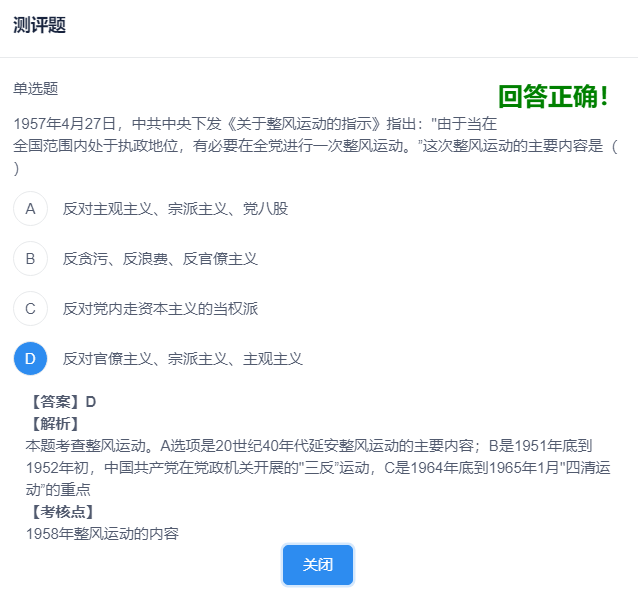 测评题
单选题
回答正确！
1957年4月27日，中共中央下发《关于整风运动的指示》指出："由于当在
全国范围内处于执政地位，有必要在全党进行一次整风运动。”这次整风运动的主要内容是（
）
A 反对主观主义、宗派主义、党八股
B 反贪污、反浪费、反官僚主义
C 反对党内走资本主义的当权派
D 反对官僚主义、宗派主义、主观主义
【答案】D
【解析】
本题考查整风运动。A选项是20世纪40年代延安整风运动的主要内容；B是1951年底到
1952年初，中国共产党在党政机关开展的"三反”运动，C是1964年底到1965年1月"四清运
动”的重点
【考核点】
1958年整风运动的内容
关闭